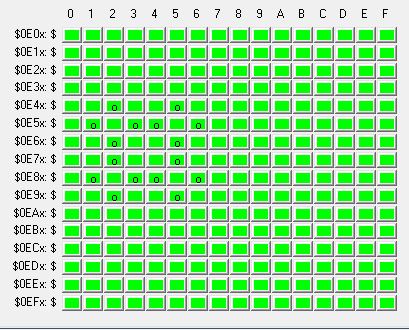 0 1 2 3 4 5 6 7 8 9 A B C D E F
$0E0x: $
$0E1x: $
$0E2x: $
$0E3x: $
$0E4x: $ o o
$0E5x: $ o o o o
$0E6x: $ o o
$0E7x: $ o o
$0E8x: $ o o o o
$0E9x: $ o o
$0EAx: $
$0EBx: $
$0ECx: $
$0EDx: $
$0EEx: $
$0EFx: $